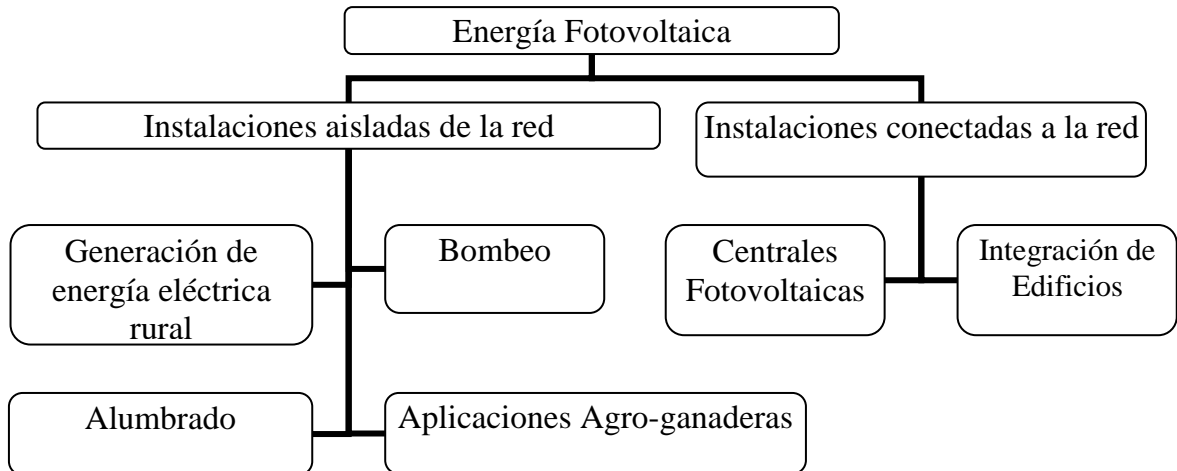 Energía Fotovoltaica
Instalaciones aisladas de la red
Instalaciones conectadas a la red
Generación de
energía eléctrica
rural
Bombeo
Centrales
Fotovoltaicas
Integración de
Edificios
Alumbrado
Aplicaciones Agro-ganaderas